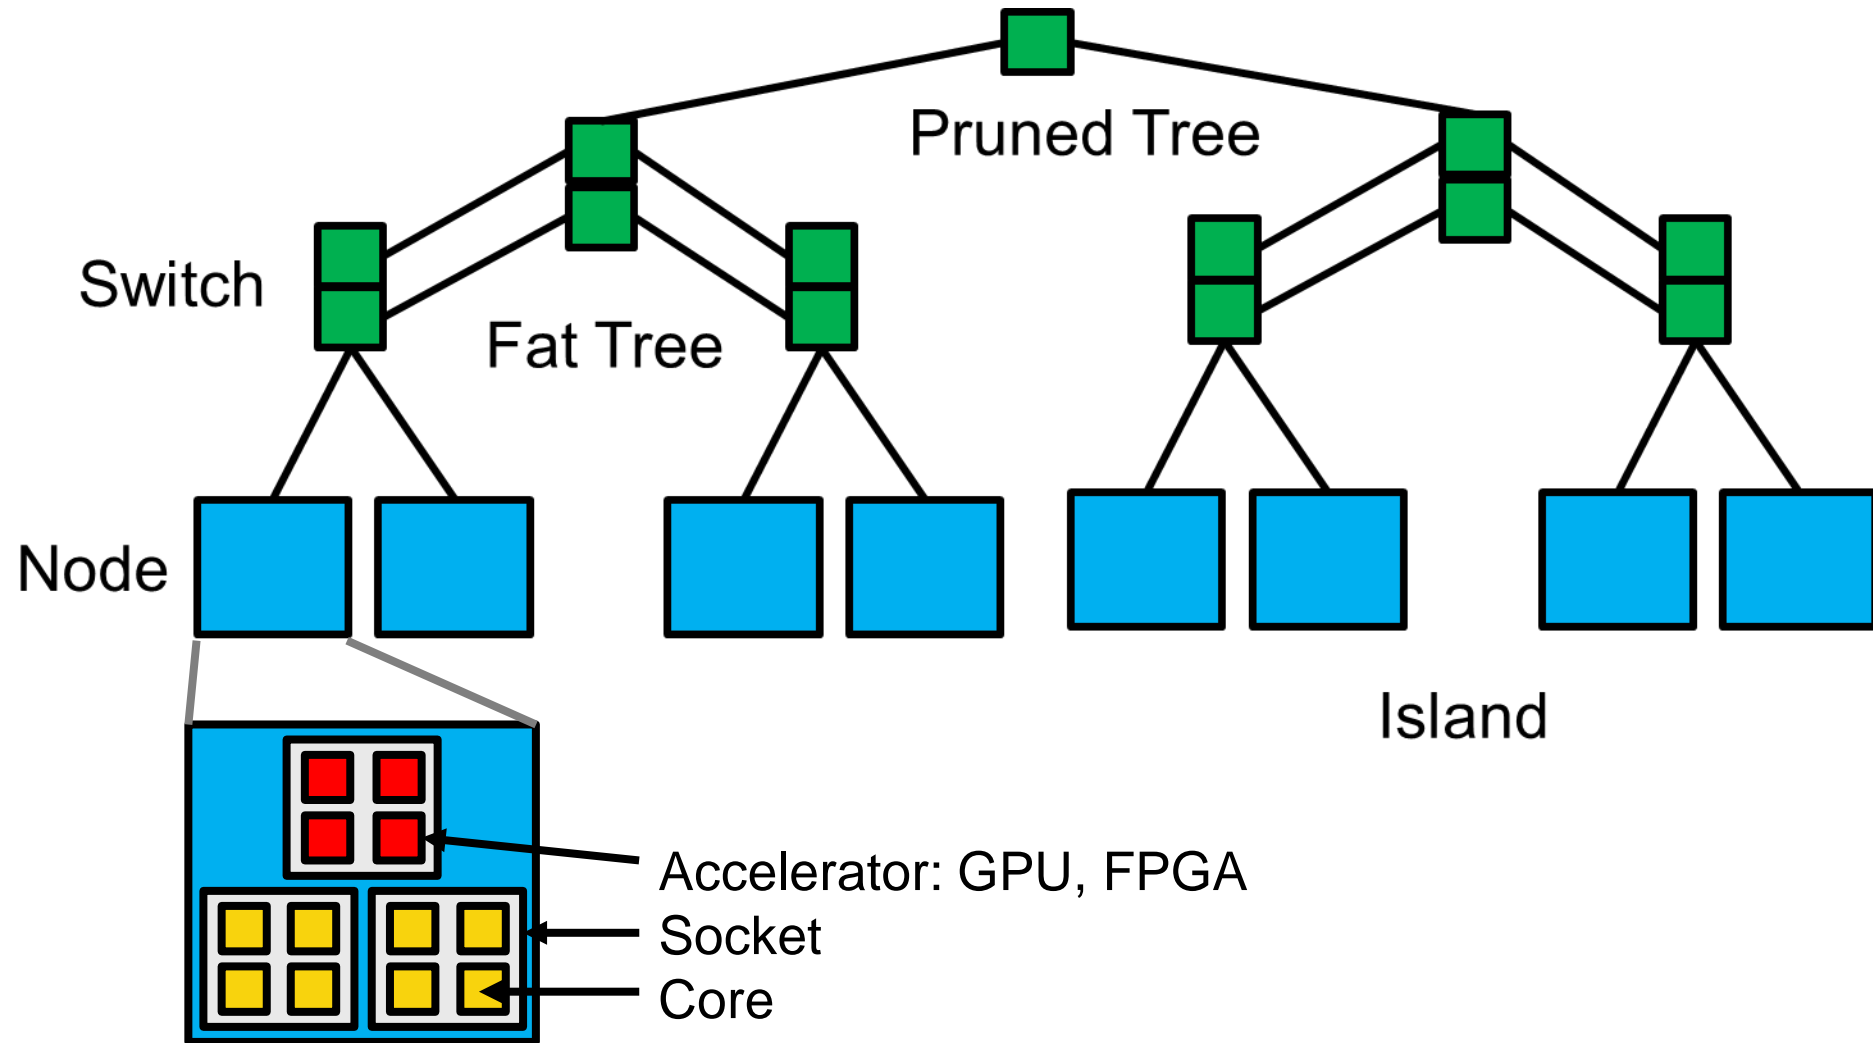 Pruned Tree
Switch
Fat Tree
Node
Island
Accelerator: GPU, FPGA
Socket
Core